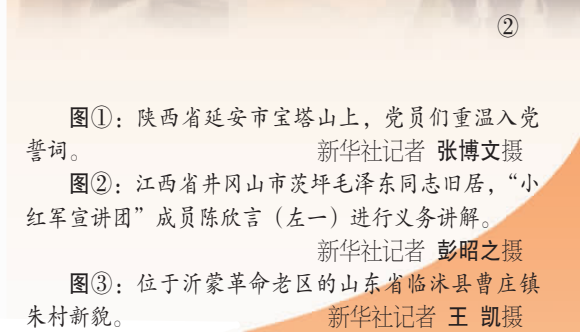 ②
图①：陕西省延安市宝塔山上，党员们重温入党
誓词。 新华社记者 张博文摄
图②：江西省井冈山市茨坪毛泽东同志旧居，“小
红军宣讲团”成员陈欣言（左一）进行义务讲解。
新华社记者 彭昭之摄
图③：位于沂蒙革命老区的山东省临沭县曹庄镇
朱村新貌。 新华社记者 王 凯摄